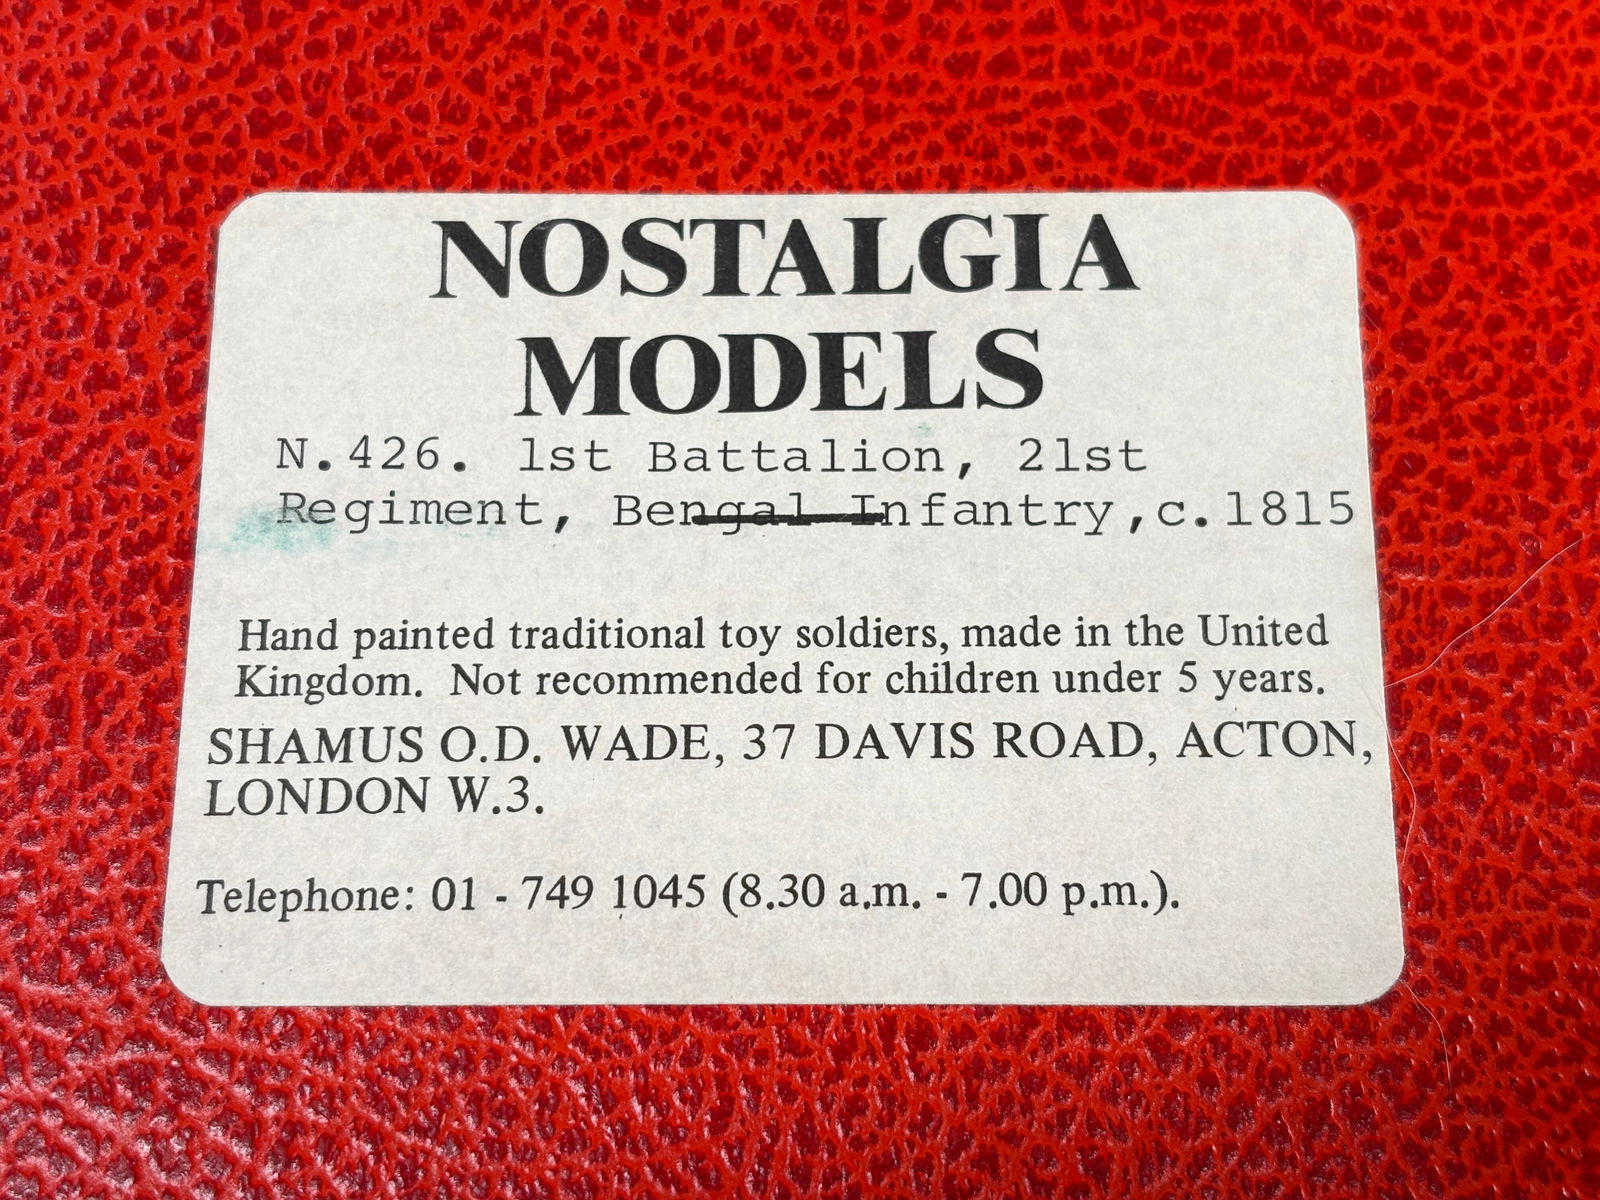 NOSTALGIA
MODELS
N.426. 1st Battalion, 21st
Regiment, Bengal Infantry,c.1815
Hand painted traditional toy soldiers, made in the United
Kingdom. Not recommended for children under 5 years.
SHAMUS O.D. WADE, 37 DAVIS ROAD, ACTON,
LONDON W.3.
Telephone: 01 - 749 1045 (8.30 a.m. - 7.00 p.m.).